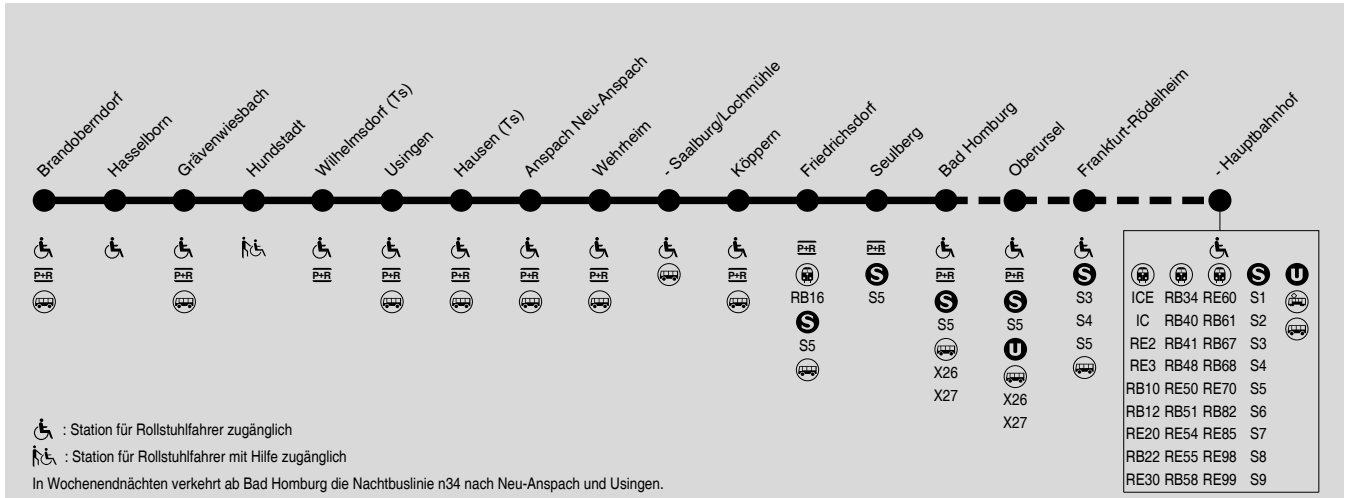 Brandoberndorf
Hasselborn
Grävenwiesbach
Hundstadt
Wilhelmsdorf (Ts)
Usingen
Hausen (Ts)
Anspach Neu-Anspach
Wehrheim
- Saalburg/Lochmühle
Köppern
Friedrichsdorf
Seulberg
Bad Homburg
Oberursel
Frankfurt-Rödelheim
- Hauptbahnhof
P+R
P+R
P+R
P+R
P+R
P+R
P+R
P+R
P+R
RB16
S
S5
P+R
S
S5
P+R
S
S5
X26
X27
P+R
S
S5
U
X26
X27
S
S3
S4
S5
S U
ICE RB34 RE60 S1
IC RB40 RB61 S2
RE2 RB41 RB67 S3
RE3 RB48 RB68 S4
RB10 RE50 RE70 S5
RB12 RB51 RB82 S6
RE20 RE54 RE85 S7
RB22 RE55 RE98 S8
RE30 RB58 RE99 S9
: Station für Rollstuhlfahrer zugänglich
: Station für Rollstuhlfahrer mit Hilfe zugänglich
In Wochenendnächten verkehrt ab Bad Homburg die Nachtbuslinie n34 nach Neu-Anspach und Usingen.